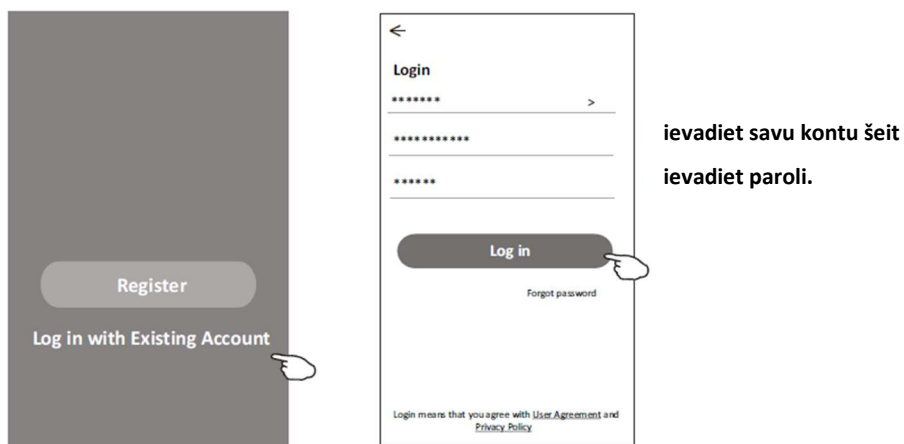 Register
Log in with Existing Account
←
Login
*******
>
***********
******
Log in
Forgot password
Login means that you agree with User Agreement and
Privacy Policy
ievadiet savu kontu šeit
ievadiet paroli.